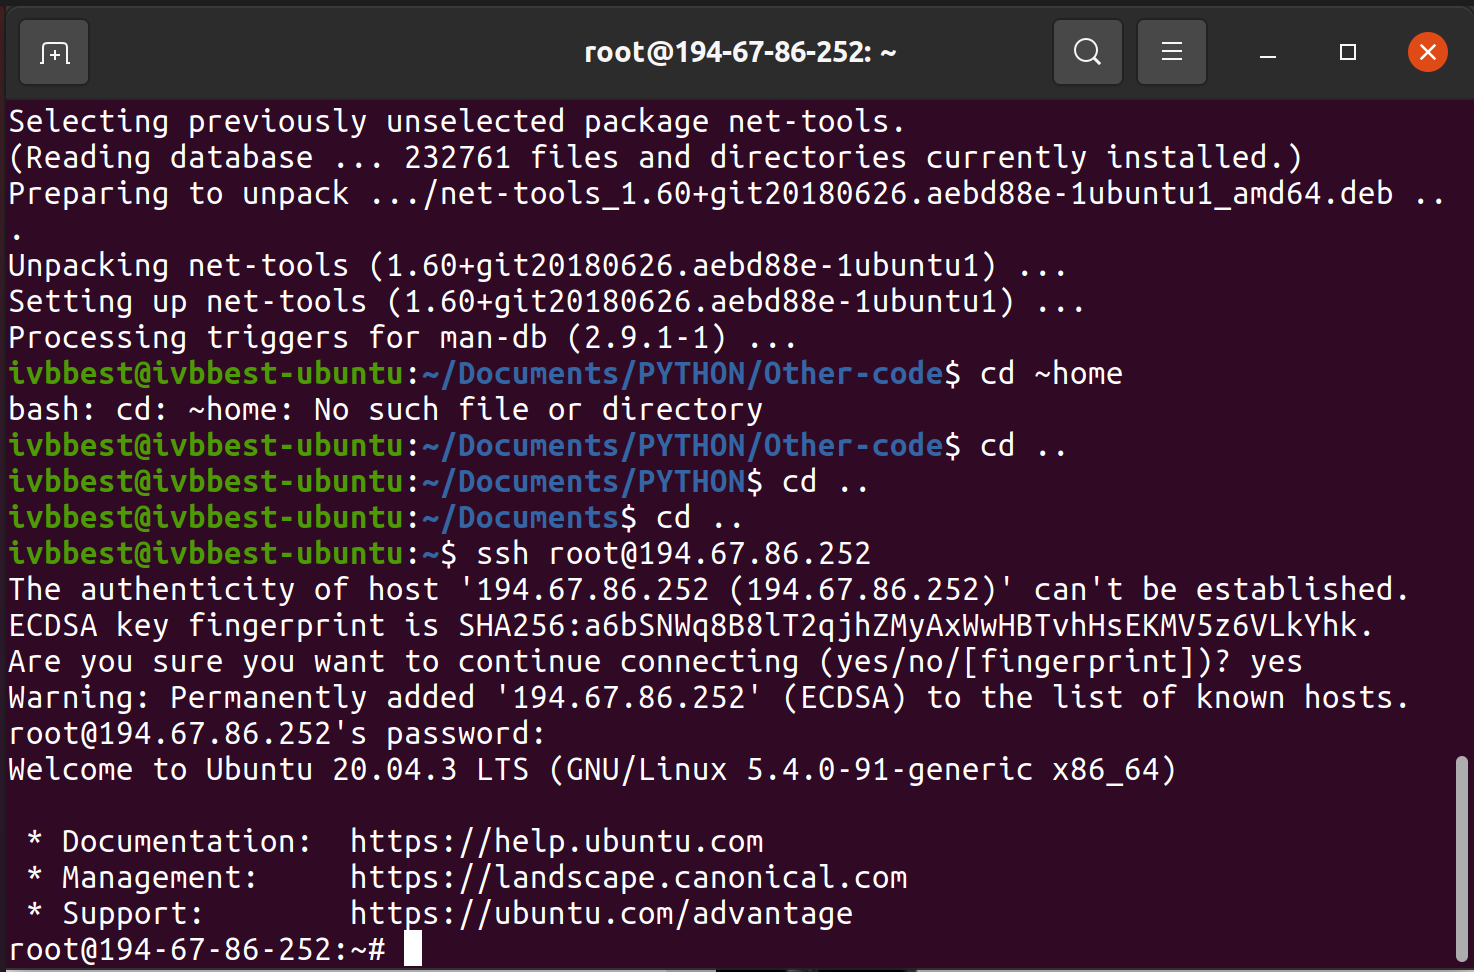 root@194-67-86-252: ~
Selecting previously unselected package net-tools.
(Reading database ... 232761 files and directories currently installed.)
Preparing to unpack .../net-tools_1.60+git20180626.aebd88e-1ubuntu1_amd64.deb ..
.
Unpacking net-tools (1.60+git20180626.aebd88e-1ubuntu1) ...
Setting up net-tools (1.60+git20180626.aebd88e-1ubuntu1) ...
Processing triggers for man-db (2.9.1-1) ...
ivbbest@ivbbest-ubuntu:~/Documents/PYTHON/Other-code$ cd ~home
bash: cd: ~home: No such file or directory
ivbbest@ivbbest-ubuntu:~/Documents/PYTHON/Other-code$ cd ..
ivbbest@ivbbest-ubuntu:~/Documents/PYTHON$ cd ..
ivbbest@ivbbest-ubuntu:~/Documents$ cd ..
ivbbest@ivbbest-ubuntu:~$ ssh root@194.67.86.252
The authenticity of host '194.67.86.252 (194.67.86.252)' can't be established.
ECDSA key fingerprint is SHA256:a6bSNWq8B8lT2qjhZMyAxWwHBTvhHsEKMV5z6VLkYhk.
Are you sure you want to continue connecting (yes/no/[fingerprint])? yes
Warning: Permanently added '194.67.86.252' (ECDSA) to the list of known hosts.
root@194.67.86.252's password:
Welcome to Ubuntu 20.04.3 LTS (GNU/Linux 5.4.0-91-generic x86_64)
 * Documentation:  https://help.ubuntu.com
 * Management:     https://landscape.canonical.com
 * Support:        https://ubuntu.com/advantage
root@194-67-86-252:~#